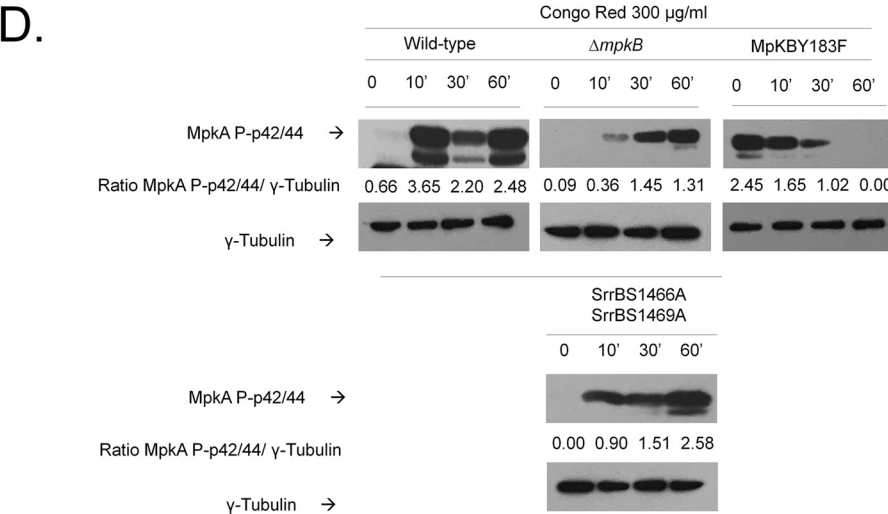 D.
Congo Red 300 µg/ml
Wild-type ΔmpkB MpKBY183F
0 10’ 30’ 60’ 0 10’ 30’ 60’ 0 10’ 30’ 60’
MpkA P-p42/44 →
Ratio MpkA P-p42/44/ γ-Tubulin 0.66 3.65 2.20 2.48 0.09 0.36 1.45 1.31 2.45 1.65 1.02 0.00
γ-Tubulin →
SrrBS1466A
SrrBS1469A
0 10’ 30’ 60’
MpkA P-p42/44 →
Ratio MpkA P-p42/44/ γ-Tubulin 0.00 0.90 1.51 2.58
γ-Tubulin →